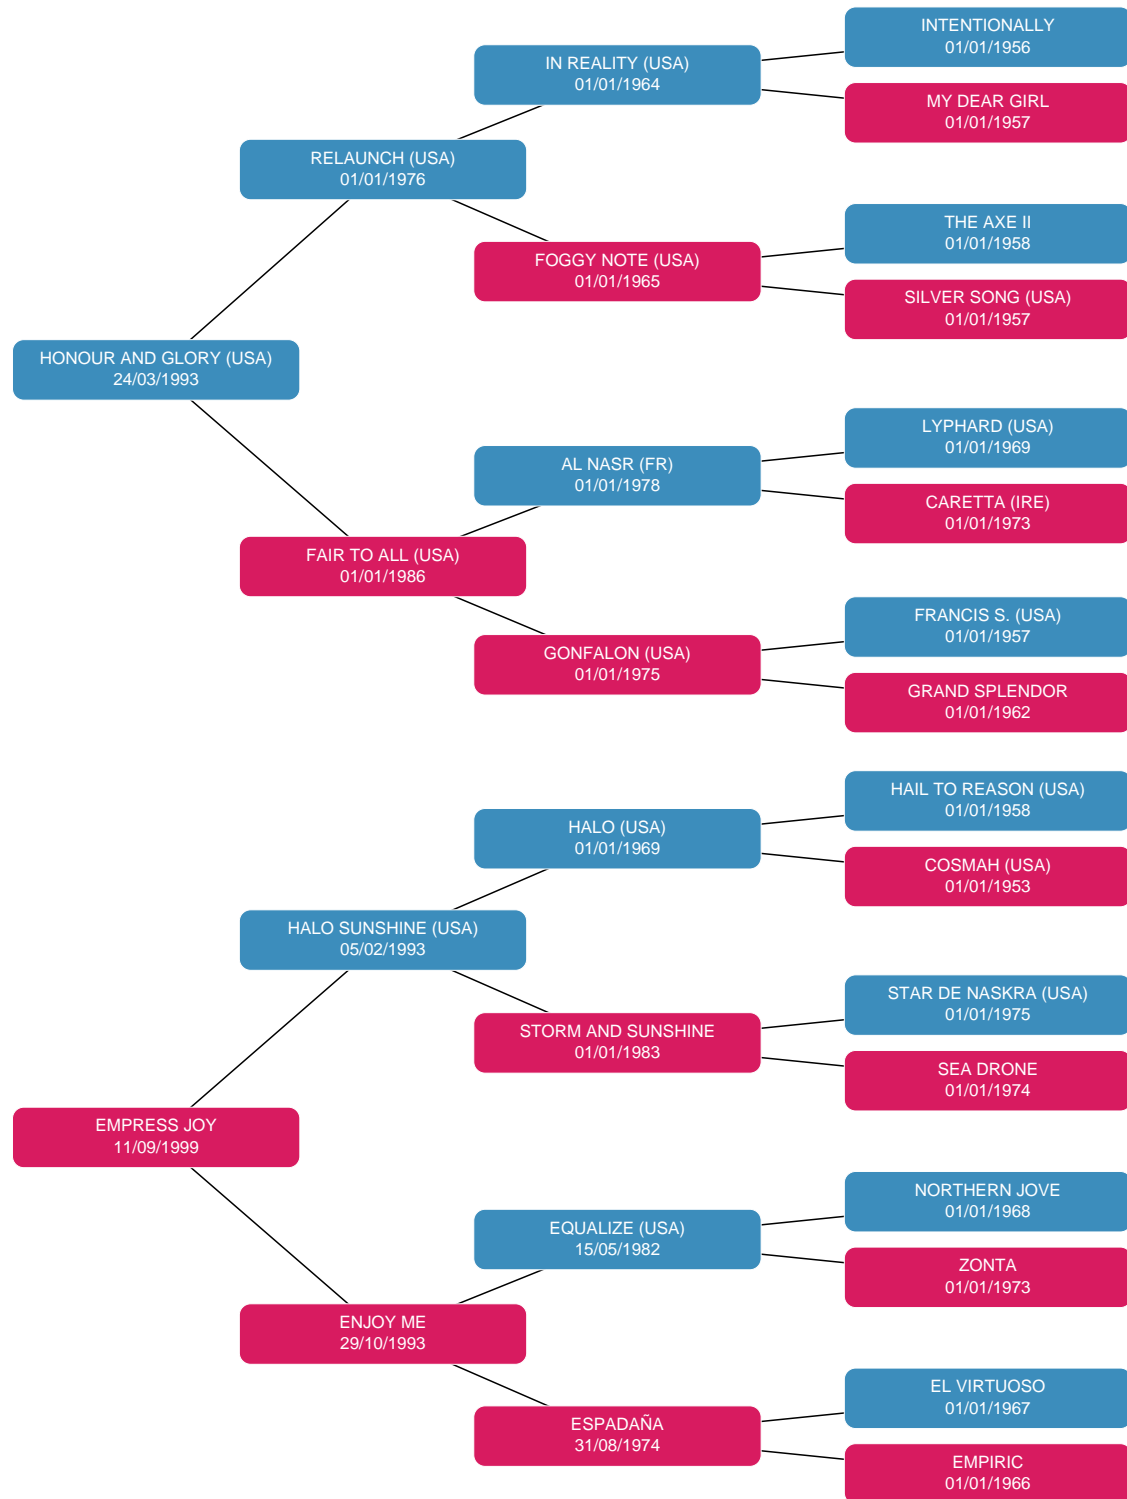 INTENTIONALLY
01/01/1956
IN REALITY (USA)
01/01/1964
MY DEAR GIRL
01/01/1957
RELAUNCH (USA)
01/01/1976
THE AXE II
01/01/1958
FOGGY NOTE (USA)
01/01/1965
SILVER SONG (USA)
01/01/1957
HONOUR AND GLORY (USA)
24/03/1993
LYPHARD (USA)
01/01/1969
AL NASR (FR)
01/01/1978
CARETTA (IRE)
01/01/1973
FAIR TO ALL (USA)
01/01/1986
FRANCIS S. (USA)
01/01/1957
GONFALON (USA)
01/01/1975
GRAND SPLENDOR
01/01/1962
HAIL TO REASON (USA)
01/01/1958
HALO (USA)
01/01/1969
COSMAH (USA)
01/01/1953
HALO SUNSHINE (USA)
05/02/1993
STAR DE NASKRA (USA)
01/01/1975
STORM AND SUNSHINE
01/01/1983
SEA DRONE
01/01/1974
EMPRESS JOY
11/09/1999
NORTHERN JOVE
01/01/1968
EQUALIZE (USA)
15/05/1982
ZONTA
01/01/1973
ENJOY ME
29/10/1993
EL VIRTUOSO
01/01/1967
ESPADAÑA
31/08/1974
EMPIRIC
01/01/1966